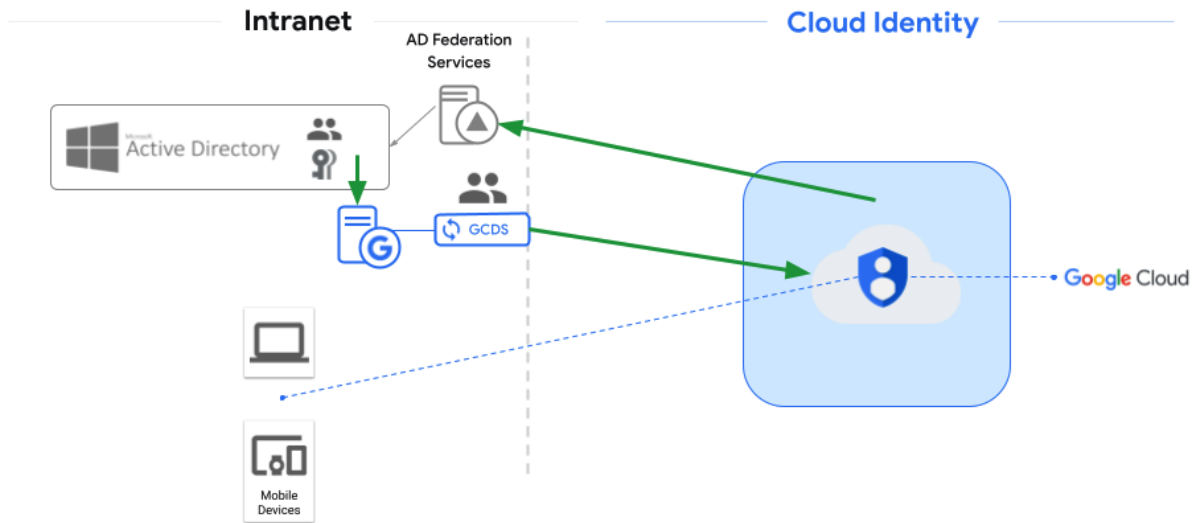 Intranet
Cloud Identity
AD Federation
Services
Microsoft
Active Directory
GCDS
G
Google Cloud
Mobile
Devices